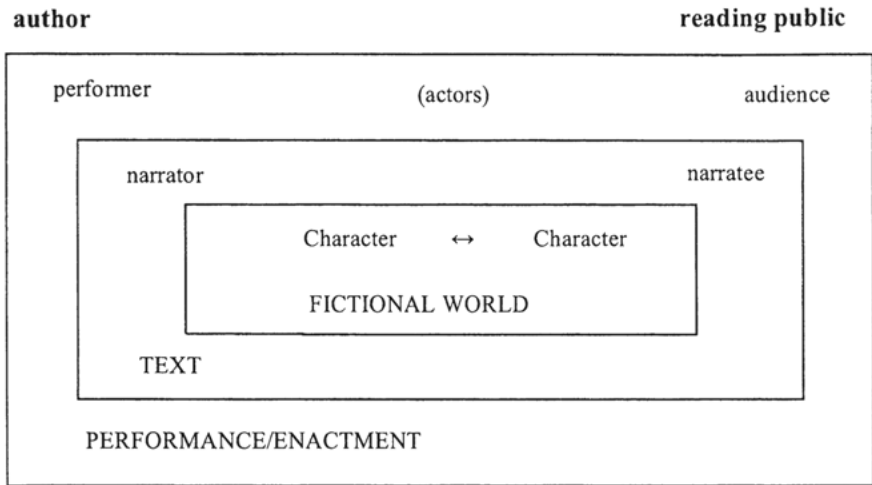 author reading public
performer (actors) audience
narrator narratee
Character ↔ Character
FICTIONAL WORLD
TEXT
PERFORMANCE/ENACTMENT